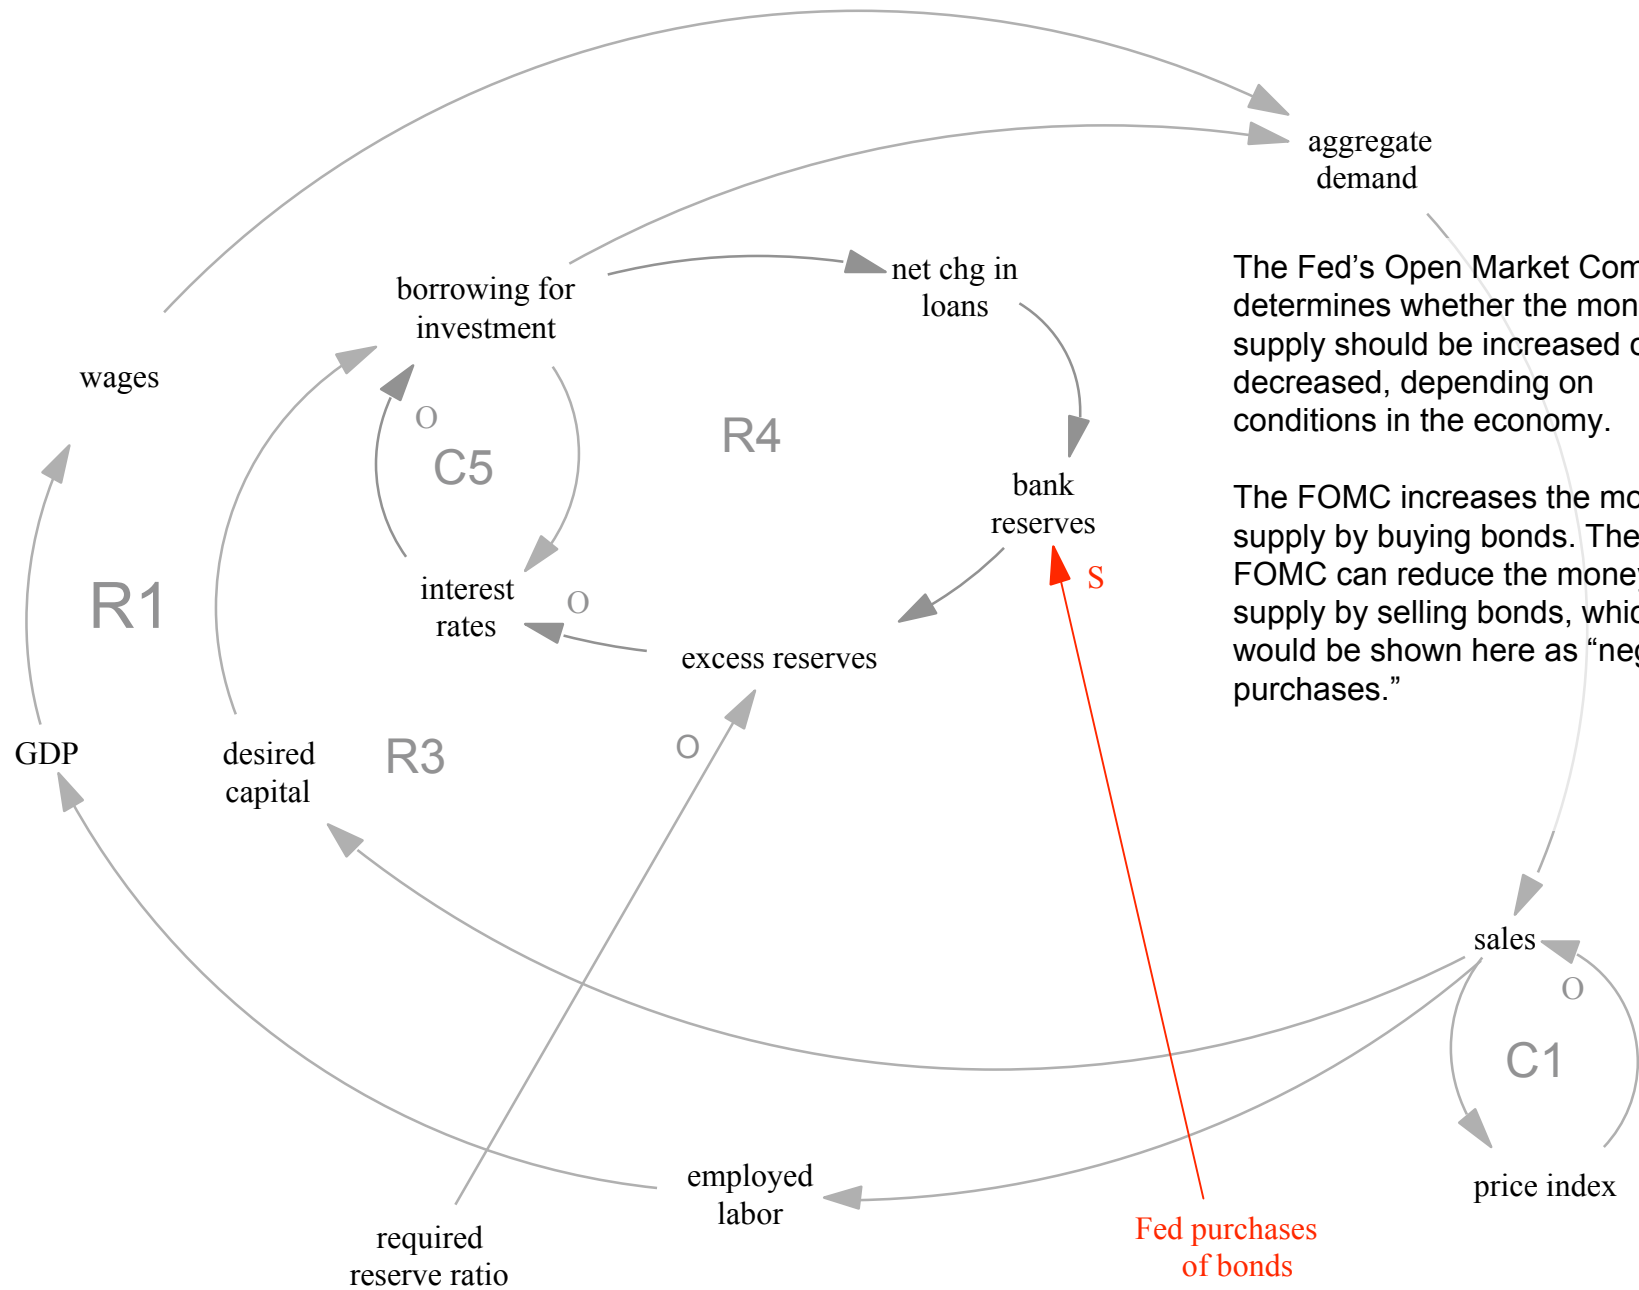 aggregate
demand
borrowing for
investment
net chg in
loans
The Fed’s Open Market Com
determines whether the mon
supply should be increased o
decreased, depending on
conditions in the economy.
wages
O
C5
R4
bank
reserves
The FOMC increases the mo
supply by buying bonds. The
FOMC can reduce the money
supply by selling bonds, whic
would be shown here as “neg
purchases.”
R1
interest
rates
O
S
excess reserves
GDP
desired
capital
R3
O
sales
O
C1
employed
labor
price index
required
reserve ratio
Fed purchases
of bonds